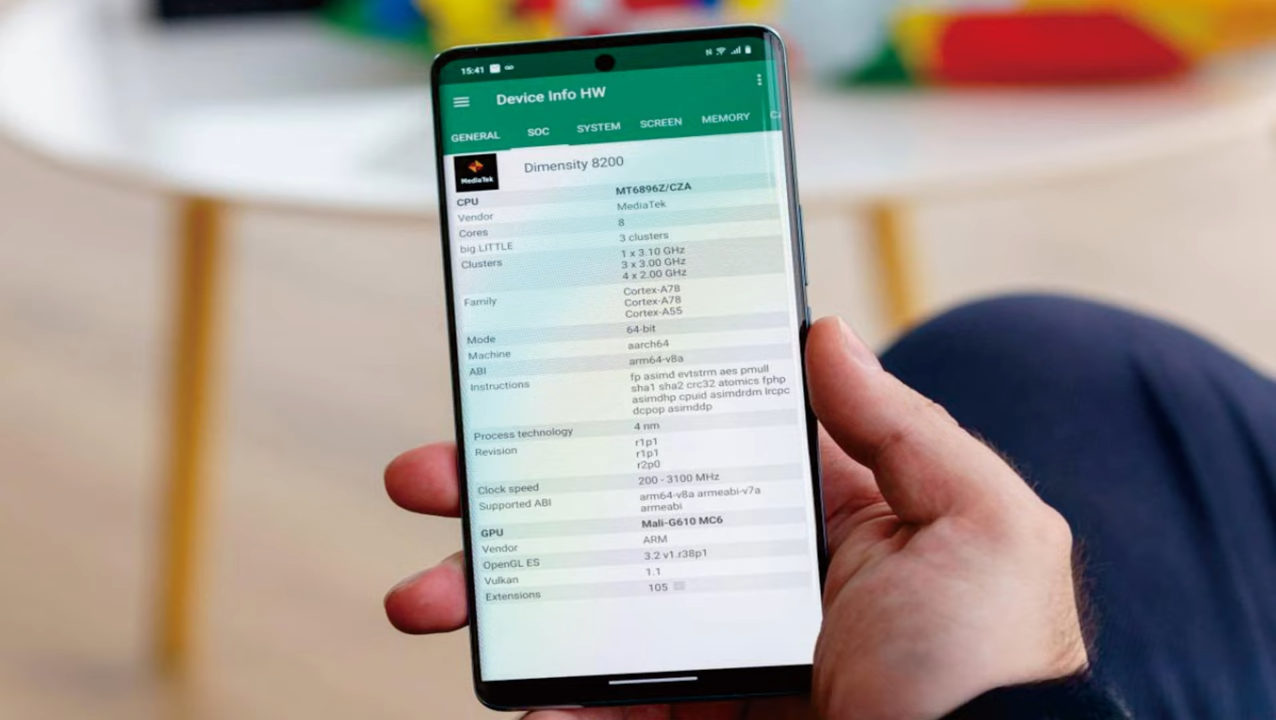 15:41
Device Info HW
GENERAL SOC SYSTEM SCREEN MEMORY
MediaTek
Dimensity 8200
CPU MT6896Z/CZA
Vendor MediaTek
Cores 8
big.LITTLE 3 clusters
Clusters 1 x 3.10 GHz
3 x 3.00 GHz
4 x 2.00 GHz
Family Cortex-A78
Cortex-A78
Cortex-A55
Mode 64-bit
Machine aarch64
ABI arm64-v8a
Instructions fp asimd evtstrm aes pmull
sha1 sha2 crc32 atomics fphp
asimdhp cpuid asimdrdm lrcpc
dcpop asimddp
Process technology 4 nm
Revision r1p1
r1p1
r2p0
Clock speed 200 - 3100 MHz
Supported ABI arm64-v8a armeabi-v7a
armeabi
GPU Mali-G610 MC6
Vendor ARM
OpenGL ES 3.2 v1.r38p1
Vulkan 1.1
Extensions 105